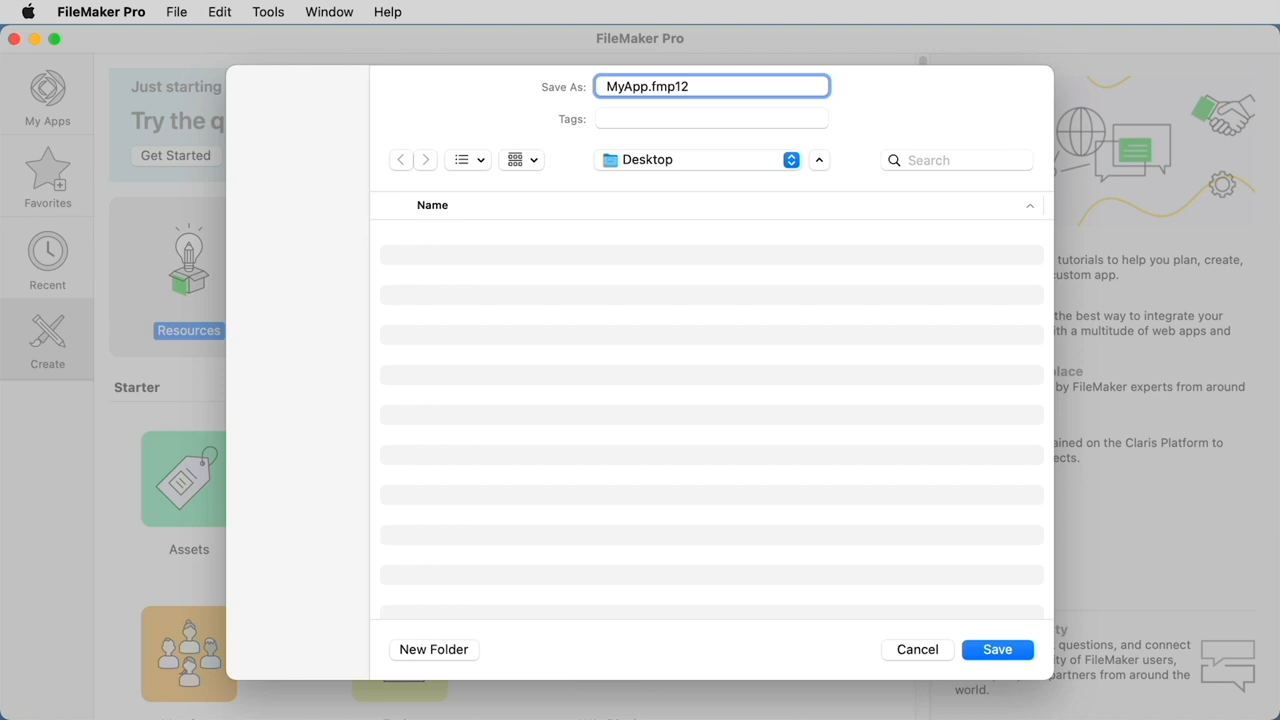 FileMaker Pro File Edit Tools Window Help
FileMaker Pro
My Apps
Favorites
Recent
Create
Just starting
Try the q
Get Started
Resources
Starter
Assets
Save As: MyApp.fmp12
Tags:
Desktop
Search
Name
New Folder
Cancel
Save
tutorials to help you plan, create,
custom app.
the best way to integrate your
ith a multitude of web apps and
place
by FileMaker experts from around
ained on the Claris Platform to
ects.
ty
questions, and connect
ity of FileMaker users,
partners from around the
world.